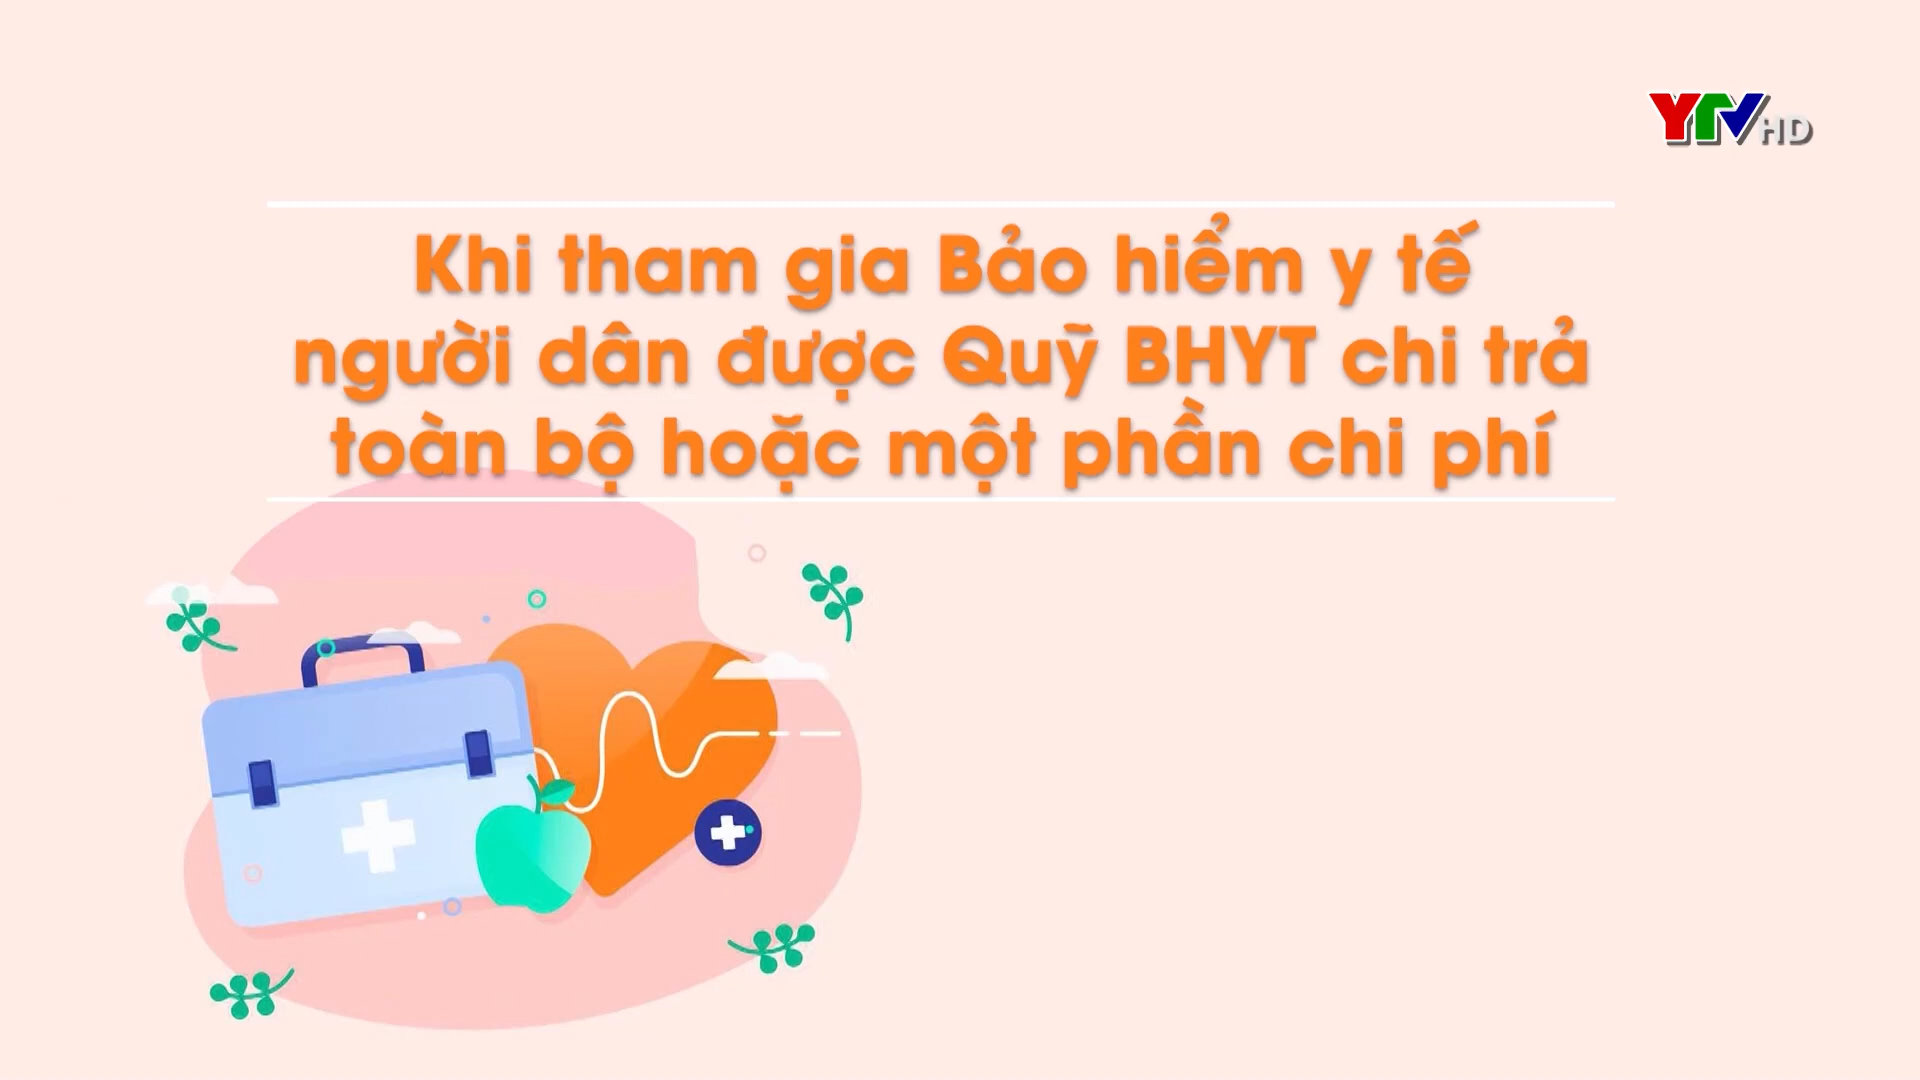 YTV HD
Khi tham gia Bảo hiểm y tế
người dân được Quỹ BHYT chi trả
toàn bộ hoặc một phần chi phí